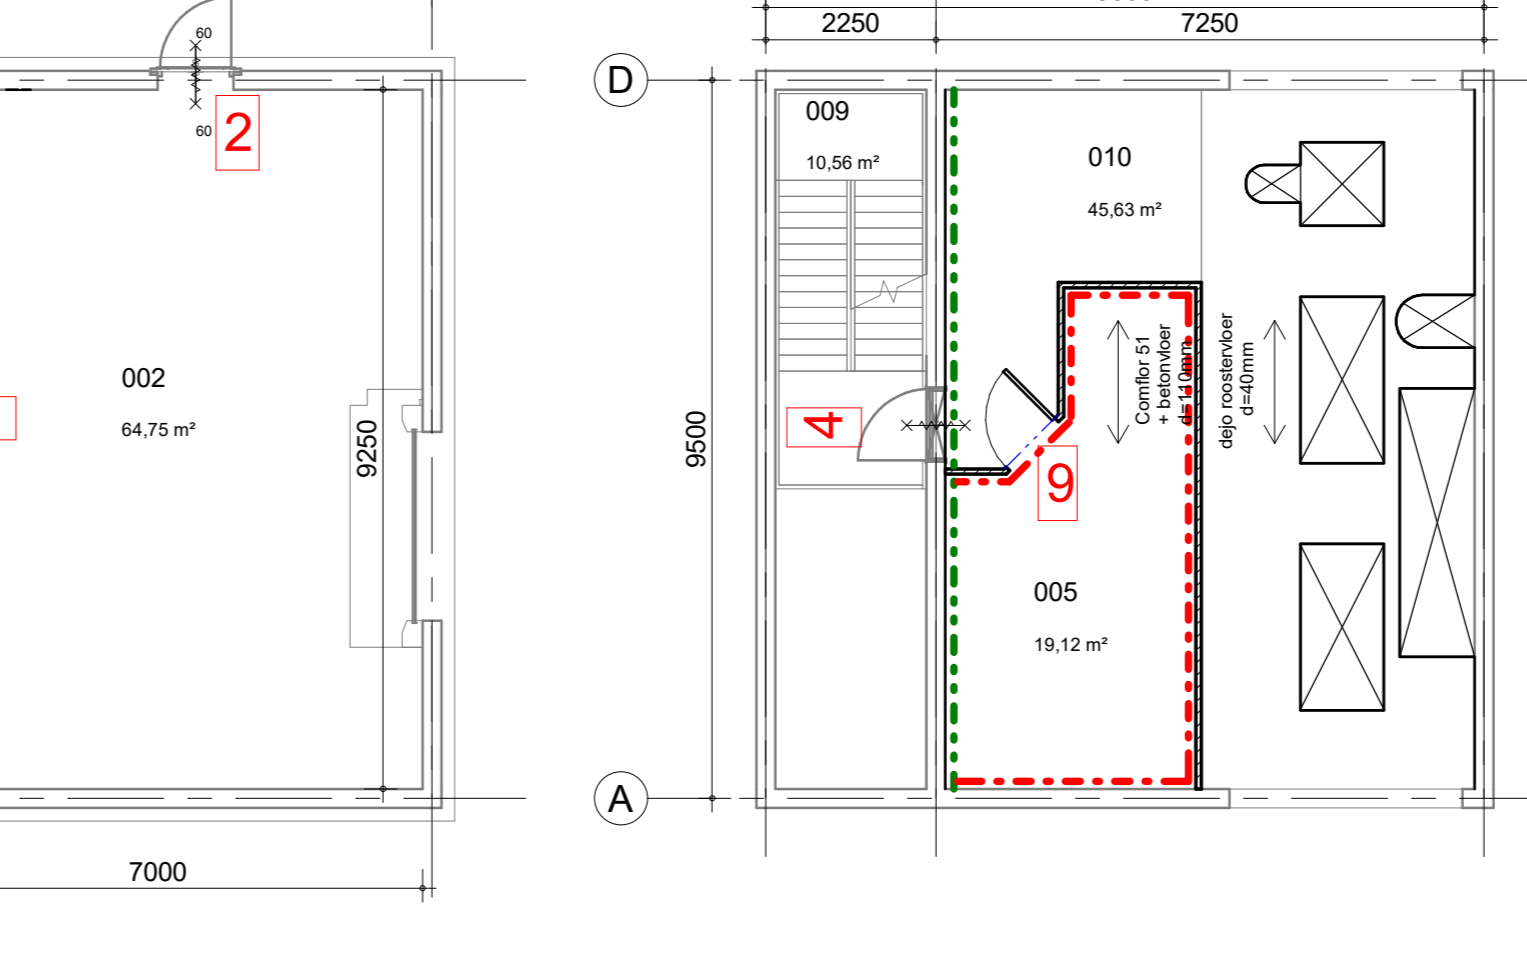 2250
7250
60
60
2
D
009
10,56 m²
010
45,63 m²
002
64,75 m²
9250
9500
4
Comflor 51
+ betonvloer
d=110mm
dejo roostervloer
d=40mm
9
005
19,12 m²
A
7000